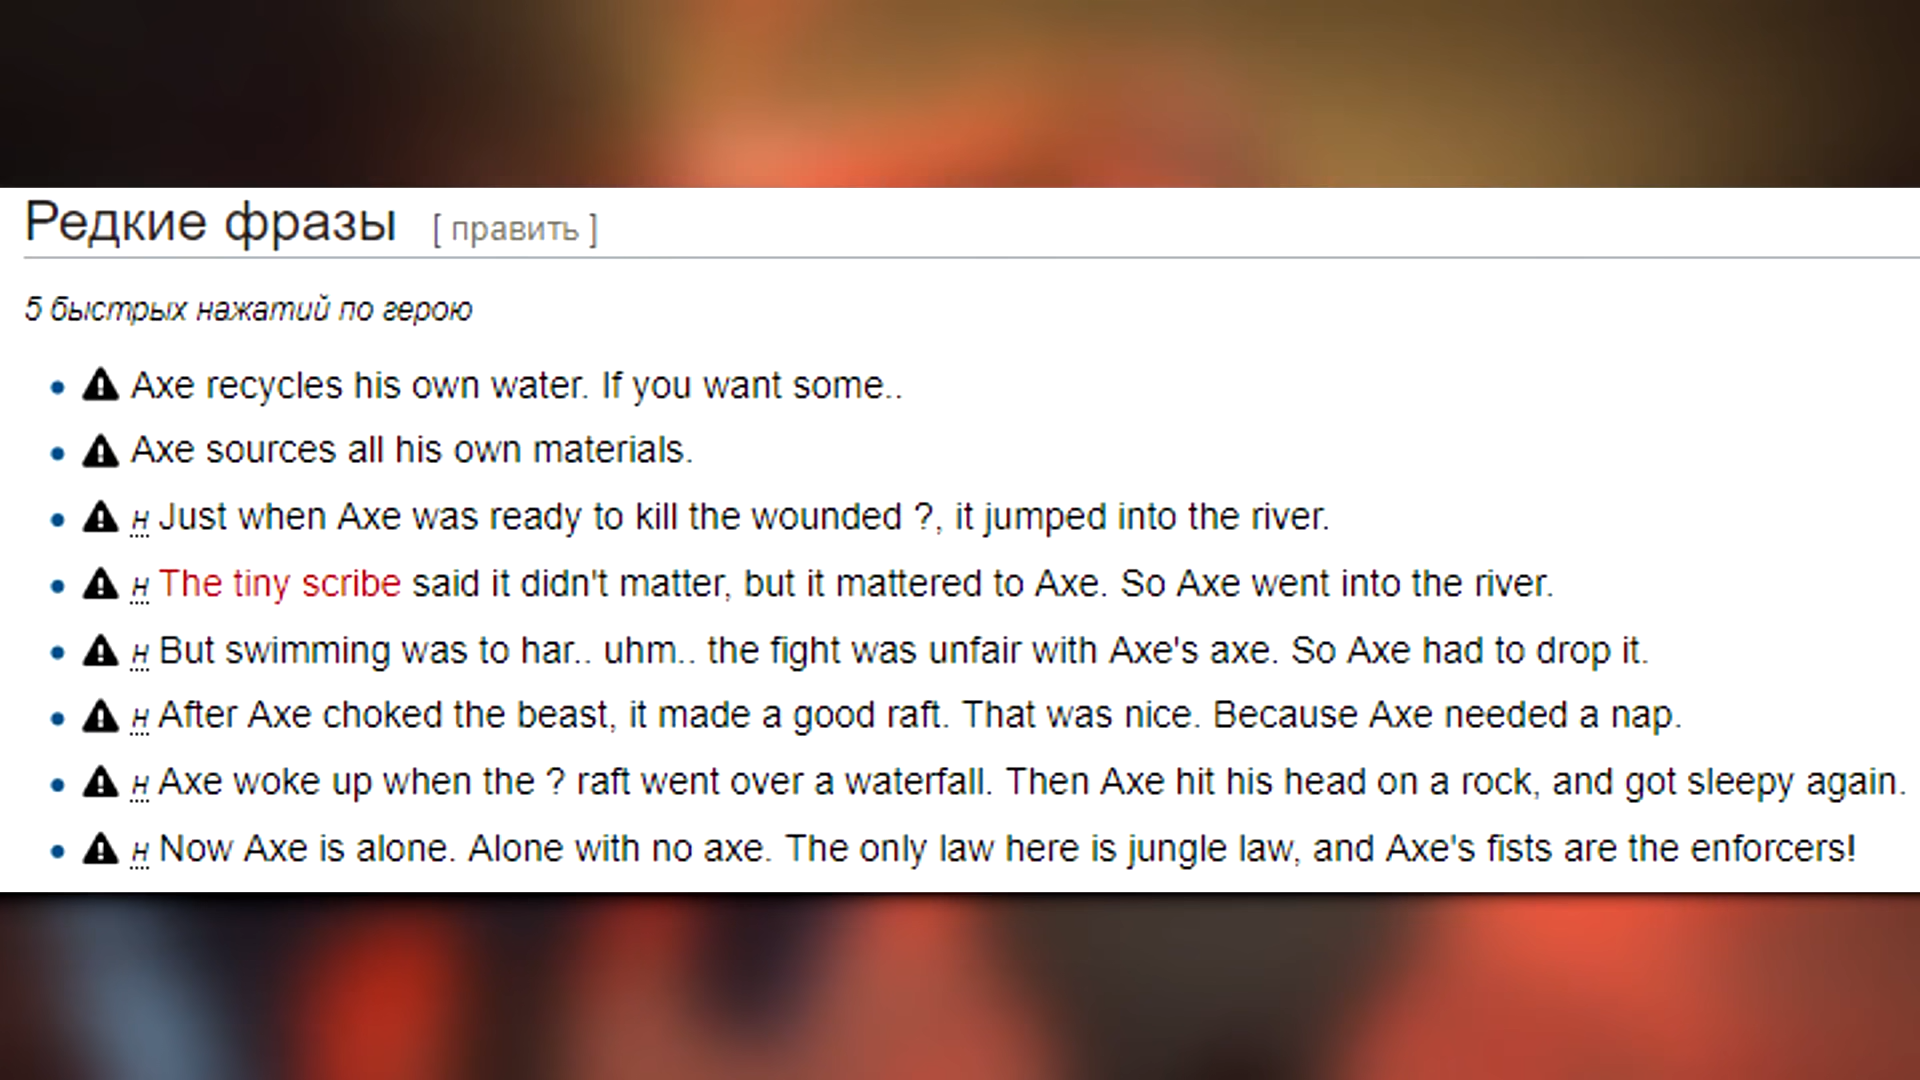 Редкие фразы [ править ]
5 быстрых нажатий по герою
Axe recycles his own water. If you want some..
Axe sources all his own materials.
н Just when Axe was ready to kill the wounded ?, it jumped into the river.
н The tiny scribe said it didn't matter, but it mattered to Axe. So Axe went into the river.
н But swimming was to har.. uhm.. the fight was unfair with Axe's axe. So Axe had to drop it.
н After Axe choked the beast, it made a good raft. That was nice. Because Axe needed a nap.
н Axe woke up when the ? raft went over a waterfall. Then Axe hit his head on a rock, and got sleepy again.
н Now Axe is alone. Alone with no axe. The only law here is jungle law, and Axe's fists are the enforcers!